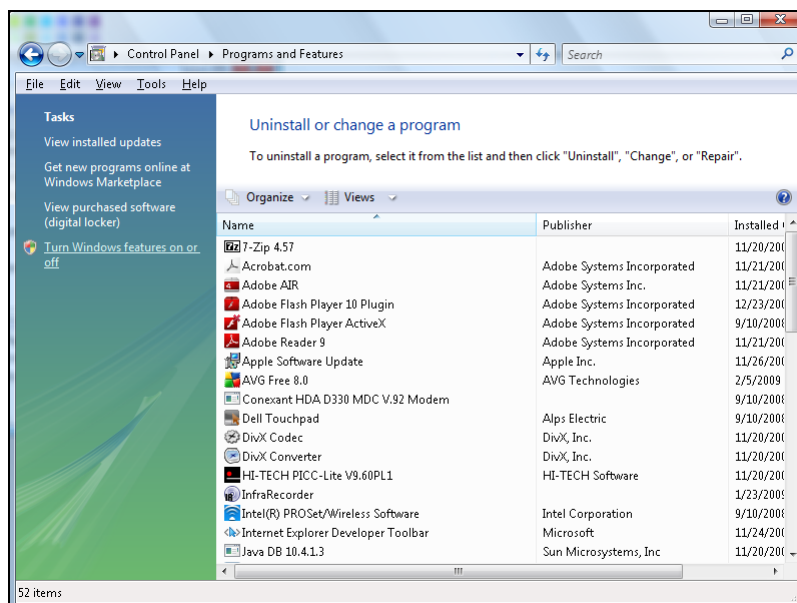 Control Panel Programs and Features
Search
File Edit View Tools Help
Tasks
View installed updates
Get new programs online at
Windows Marketplace
View purchased software
(digital locker)
Turn Windows features on or
off
Uninstall or change a program
To uninstall a program, select it from the list and then click "Uninstall", "Change", or "Repair".
Organize Views
Name Publisher Installed
7-Zip 4.57 11/20/200
Acrobat.com Adobe Systems Incorporated 11/21/200
Adobe AIR Adobe Systems Inc. 11/21/200
Adobe Flash Player 10 Plugin Adobe Systems Incorporated 12/23/200
Adobe Flash Player ActiveX Adobe Systems Incorporated 9/10/2008
Adobe Reader 9 Adobe Systems Incorporated 11/21/200
Apple Software Update Apple Inc. 11/26/200
AVG Free 8.0 AVG Technologies 2/5/2009
Conexant HDA D330 MDC V.92 Modem 9/10/2008
Dell Touchpad Alps Electric 9/10/2008
DivX Codec DivX, Inc. 11/20/200
DivX Converter DivX, Inc. 11/20/200
HI-TECH PICC-Lite V9.60PL1 HI-TECH Software 11/20/200
InfraRecorder 1/23/2009
Intel(R) PROSet/Wireless Software Intel Corporation 9/10/2008
Internet Explorer Developer Toolbar Microsoft 11/24/200
Java DB 10.4.1.3 Sun Microsystems, Inc 11/20/200
52 items